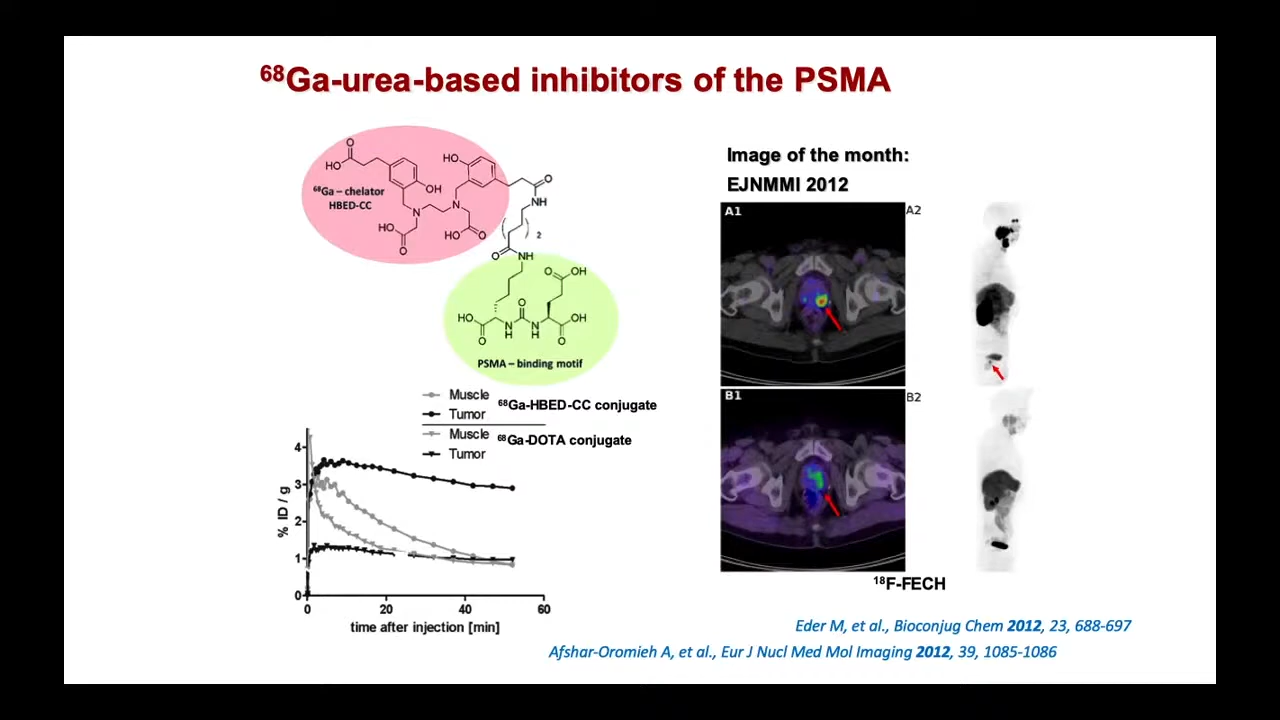 ⁶⁸Ga-urea-based inhibitors of the PSMA
O
HO
OH
⁶⁸Ga – chelator
HBED-CC
N
HO
O
HO
N
HO
O
O
NH
2
O
NH
O
OH
HO
O
O
N
H
N
H
OH
O
PSMA – binding motif
Muscle
Tumor
⁶⁸Ga-HBED-CC conjugate
Muscle
Tumor
⁶⁸Ga-DOTA conjugate
% ID / g
4
3
2
1
0
0
20
40
60
time after injection [min]
Image of the month:
EJNMMI 2012
A1
A2
B1
B2
¹⁸F-FECH
Eder M, et al., Bioconjug Chem 2012, 23, 688-697
Afshar-Oromieh A, et al., Eur J Nucl Med Mol Imaging 2012, 39, 1085-1086